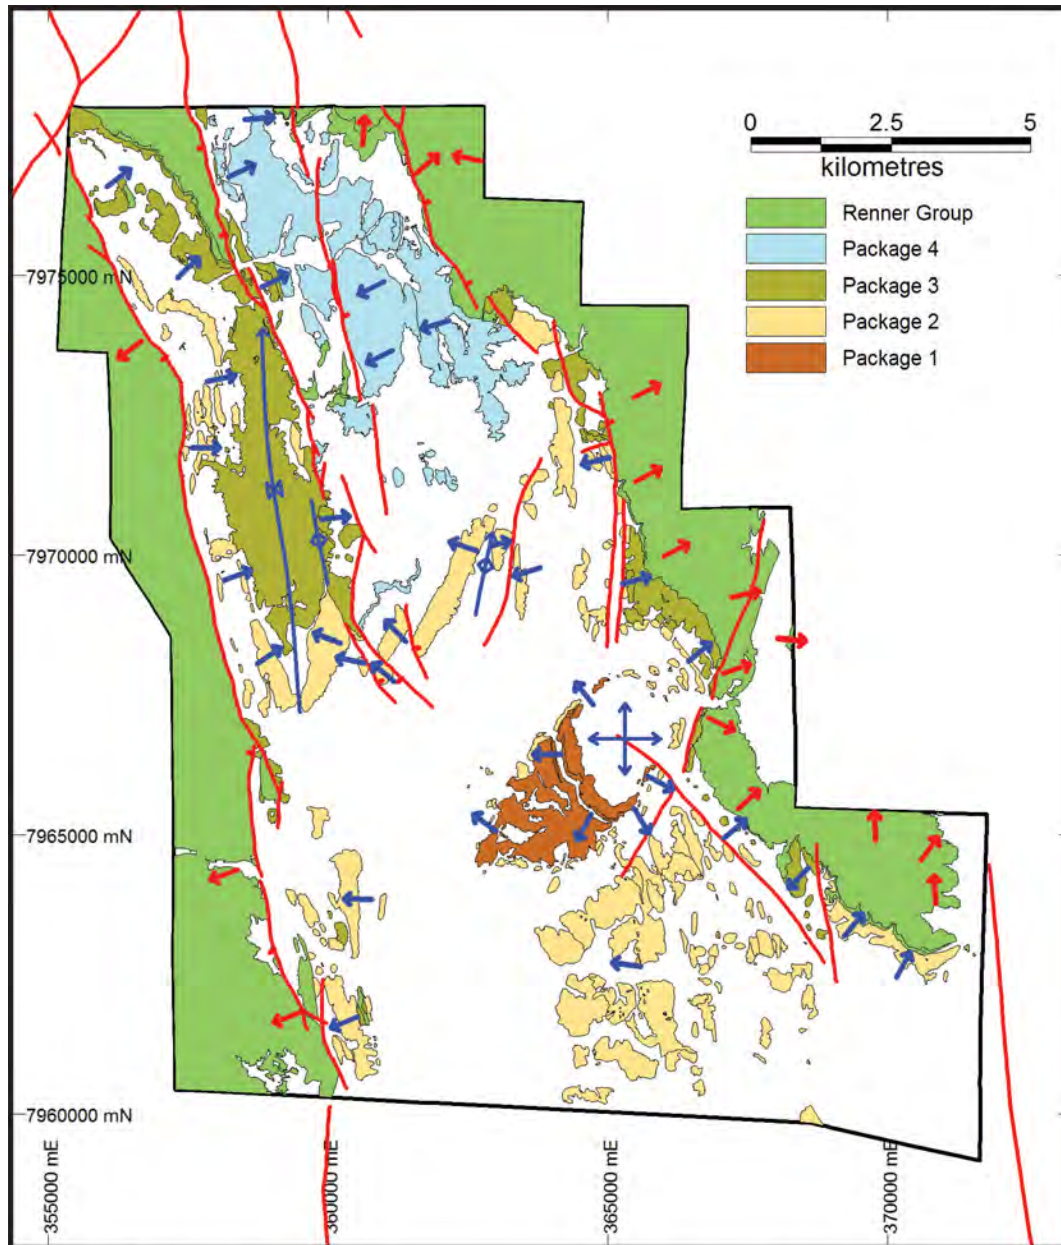 0 2.5 5
kilometres
Renner Group
Package 4
Package 3
Package 2
Package 1
7975000 mN
7970000 mN
7965000 mN
7960000 mN
355000 mE
360000 mE
365000 mE
370000 mE